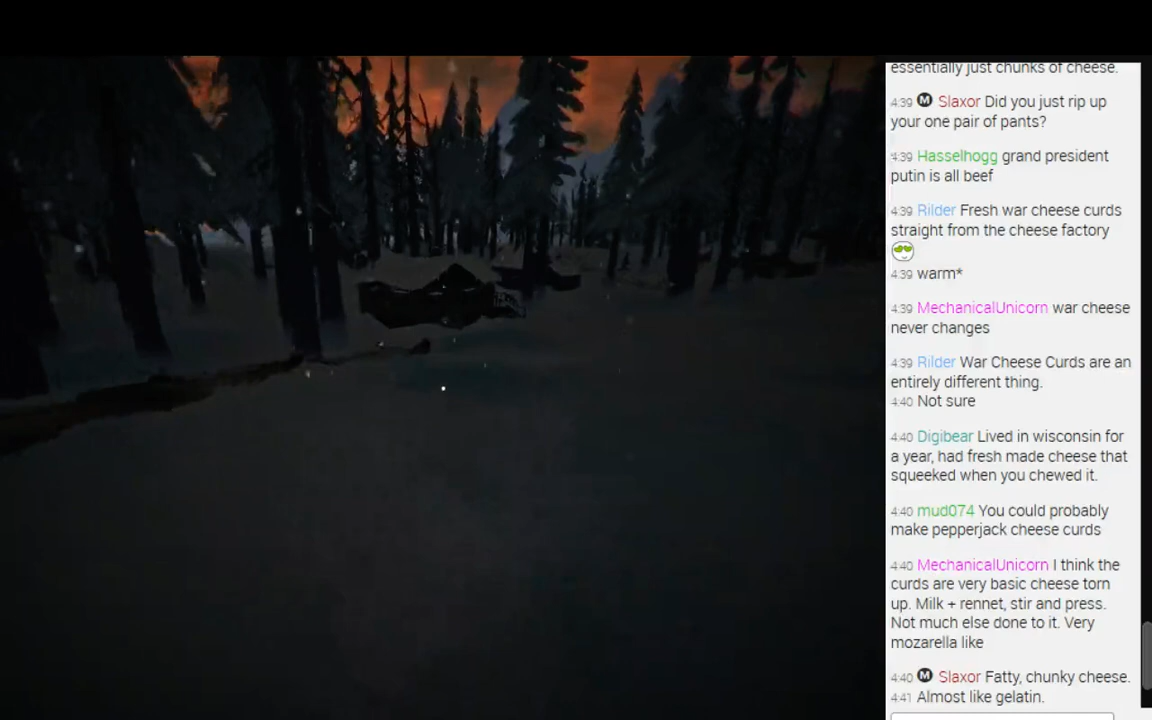 essentially just chunks of cheese.
4:39 M Slaxor Did you just rip up
your one pair of pants?
4:39 Hasselhogg grand president
putin is all beef
4:39 Rilder Fresh war cheese curds
straight from the cheese factory
4:39 warm*
4:39 MechanicalUnicorn war cheese
never changes
4:39 Rilder War Cheese Curds are an
entirely different thing.
4:40 Not sure
4:40 Digibear Lived in wisconsin for
a year, had fresh made cheese that
squeeked when you chewed it.
4:40 mud074 You could probably
make pepperjack cheese curds
4:40 MechanicalUnicorn I think the
curds are very basic cheese torn
up. Milk + rennet, stir and press.
Not much else done to it. Very
mozarella like
4:40 M Slaxor Fatty, chunky cheese.
4:41 Almost like gelatin.